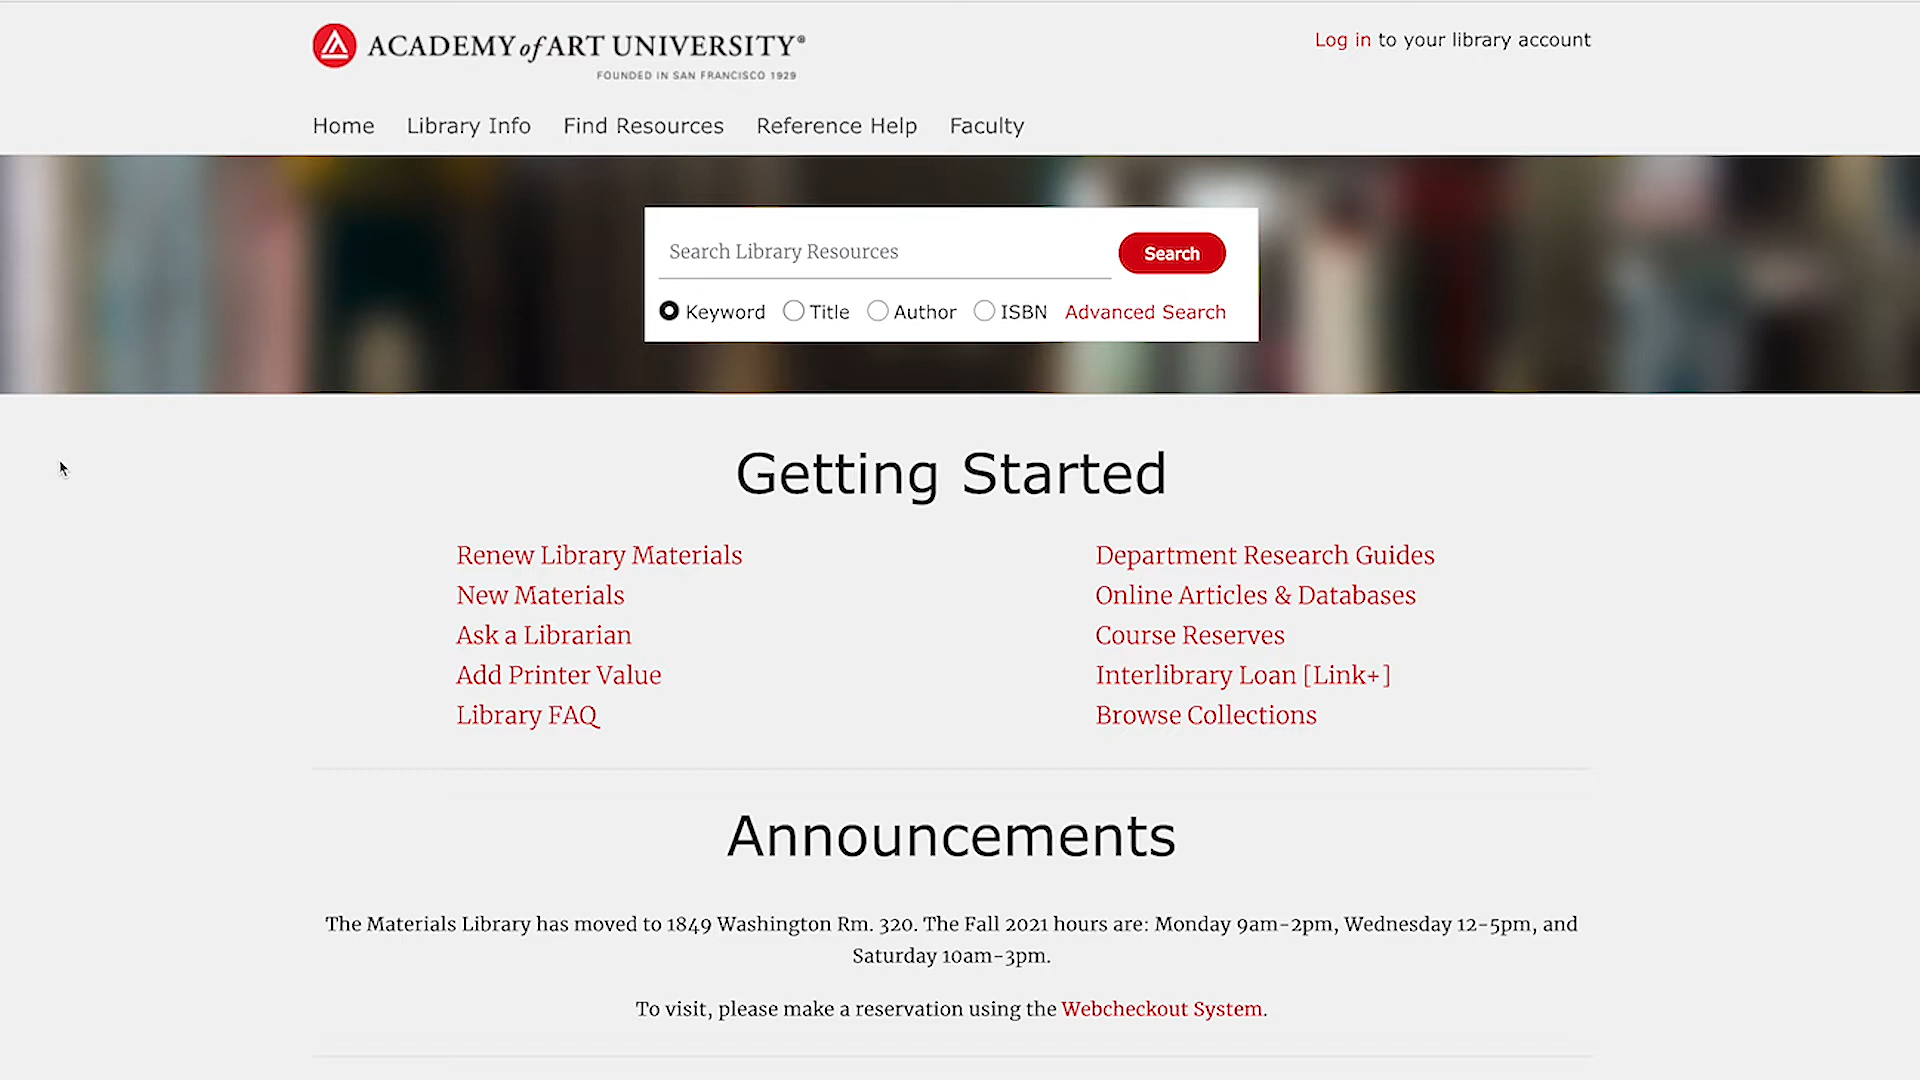 ACADEMY of ART UNIVERSITY®
FOUNDED IN SAN FRANCISCO 1929
Log in to your library account
Home Library Info Find Resources Reference Help Faculty
Search Library Resources
Search
Keyword Title Author ISBN Advanced Search
Getting Started
Renew Library Materials
New Materials
Ask a Librarian
Add Printer Value
Library FAQ
Department Research Guides
Online Articles & Databases
Course Reserves
Interlibrary Loan [Link+]
Browse Collections
Announcements
The Materials Library has moved to 1849 Washington Rm. 320. The Fall 2021 hours are: Monday 9am-2pm, Wednesday 12-5pm, and
Saturday 10am-3pm.
To visit, please make a reservation using the Webcheckout System.